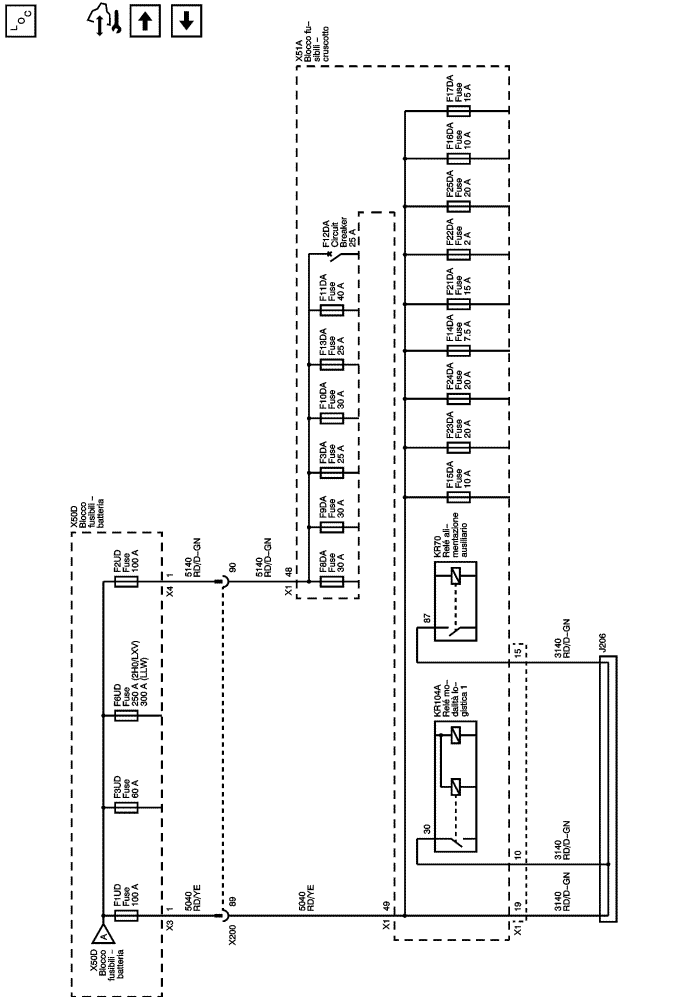 LOC
X51A
Blocco fu–
sibili –
cruscotto
F17DA
Fuse
15 A
F16DA
Fuse
10 A
F25DA
Fuse
20 A
F22DA
Fuse
2 A
F21DA
Fuse
15 A
F14DA
Fuse
7.5 A
F24DA
Fuse
20 A
F23DA
Fuse
20 A
F15DA
Fuse
10 A
F12DA
Circuit
Breaker
25 A
F11DA
Fuse
40 A
F13DA
Fuse
25 A
F10DA
Fuse
30 A
F3DA
Fuse
25 A
F9DA
Fuse
30 A
F8DA
Fuse
30 A
X50D
Blocco
fusibili –
batteria
F2UD
Fuse
100 A
F6UD
Fuse
250 A (2H0/LXV)
300 A (LLW)
F3UD
Fuse
60 A
F1UD
Fuse
100 A
A
X50D
Blocco
fusibili –
batteria
1
X4
5140
RD/D–GN
90
5140
RD/D–GN
48
X1
KR70
Relé ali–
mentazione
ausiliario
87
15
3140
RD/D–GN
J206
KR104A
Relé mo–
dalità lo–
gistica 1
30
10
3140
RD/D–GN
1
X3
5040
RD/YE
89
X200
5040
RD/YE
49
X1
19
X1
3140
RD/D–GN